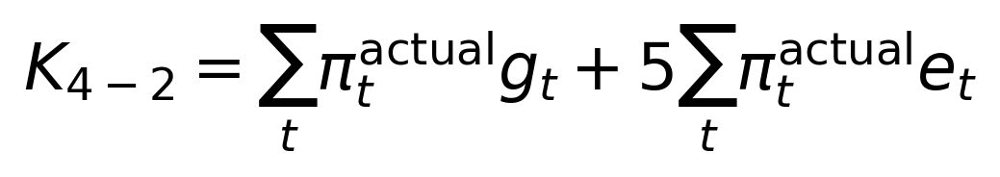 K_{4-2} = \sum_t \pi_t^{\text{actual}} g_t + 5 \sum_t \pi_t^{\text{actual}} e_t